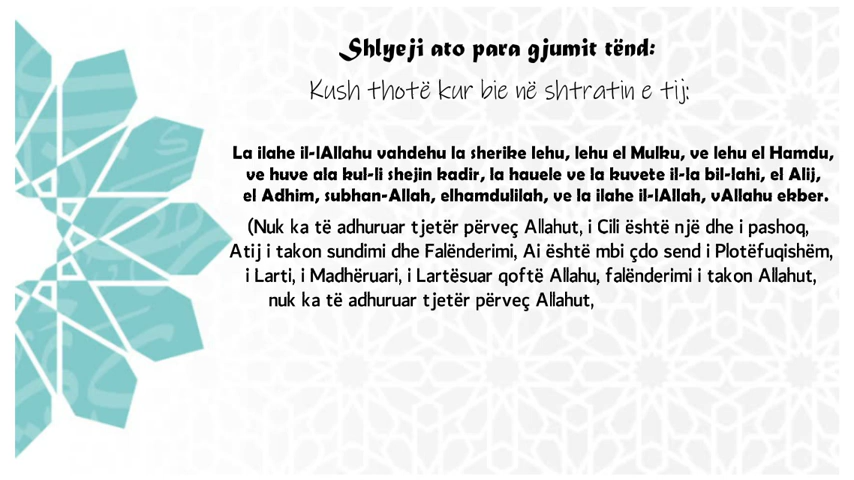 Shlyeji ato para gjumit tënd:
Kush thotë kur bie në shtratin e tij:
La ilahe il-lAllahu vahdehu la sherike lehu, lehu el Mulku, ve lehu el Hamdu,
ve huve ala kul-li shejin kadir, la hauele ve la kuvete il-la bil-lahi, el Alij,
el Adhim, subhan-Allah, elhamdulilah, ve la ilahe il-lAllah, vAllahu ekber.
(Nuk ka të adhuruar tjetër përveç Allahut, i Cili është një dhe i pashoq,
Atij i takon sundimi dhe Falënderimi, Ai është mbi çdo send i Plotëfuqishëm,
i Larti, i Madhëruari, i Lartësuar qoftë Allahu, falënderimi i takon Allahut,
nuk ka të adhuruar tjetër përveç Allahut,